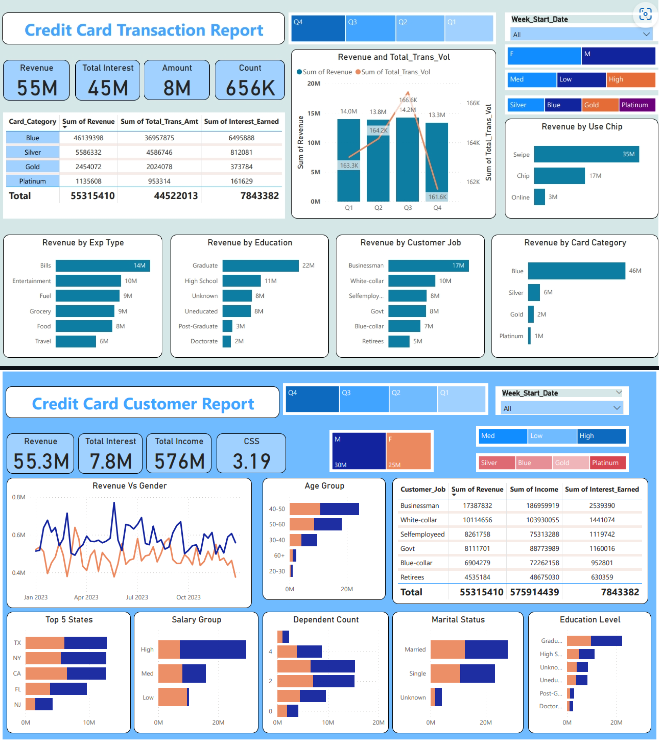 Credit Card Transaction Report
Q4 Q3 Q2 Q1
Week_Start_Date
All
F M
Med Low High
Silver Blue Gold Platinum
Revenue
55M
Total Interest
45M
Amount
8M
Count
656K
Card_Category Sum of Revenue Sum of Total_Trans_Amt Sum of Interest_Earned
Blue 46139398 36957875 6495888
Silver 5586332 4586746 812081
Gold 2454072 2024078 373784
Platinum 1135608 953314 161629
Total 55315410 44522013 7843382
Revenue and Total_Trans_Vol
Sum of Revenue Sum of Total_Trans_Vol
Sum of Revenue
20M
15M
10M
5M
0M
14.0M 13.8M 14.2M 13.3M
163.3K 164.2K 166.6K 161.6K
Q1 Q2 Q3 Q4
166K
164K
162K
Sum of Total_Trans_Vol
Revenue by Use Chip
Swipe 35M
Chip 17M
Online 3M
Revenue by Exp Type
Bills 14M
Entertainment 10M
Fuel 9M
Grocery 9M
Food 8M
Travel 6M
Revenue by Education
Graduate 22M
High School 11M
Unknown 8M
Uneducated 8M
Post-Graduate 3M
Doctorate 2M
Revenue by Customer Job
Businessman 17M
White-collar 10M
Selfemploy... 8M
Govt 8M
Blue-collar 7M
Retirees 5M
Revenue by Card Category
Blue 46M
Silver 6M
Gold 2M
Platinum 1M
Credit Card Customer Report
Q4 Q3 Q2 Q1
Week_Start_Date
All
Revenue
55.3M
Total Interest
7.8M
Total Income
576M
CSS
3.19
M F
30M 25M
Med Low High
Silver Blue Gold Platinum
Revenue Vs Gender
0.8M
0.6M
0.4M
Jan 2023 Apr 2023 Jul 2023 Oct 2023
Age Group
40-50
50-60
30-40
60+
20-30
0M 20M
Customer_Job Sum of Revenue Sum of Income Sum of Interest_Earned
Businessman 17387832 186959919 2539390
White-collar 10114656 103930055 1441074
Selfemployeed 8261758 75313288 1119742
Govt 8111701 88773989 1160016
Blue-collar 6904279 72262158 952801
Retirees 4535184 48675030 630359
Total 55315410 575914439 7843382
Top 5 States
TX
NY
CA
FL
NJ
0M 10M
Salary Group
High
Med
Low
0M 20M
Dependent Count
4
2
0
0M 10M 20M
Marital Status
Married
Single
Unknown
0M 20M
Education Level
Gradu...
High S...
Unkno...
Unedu...
Post-G...
Doctor...
0M 20M